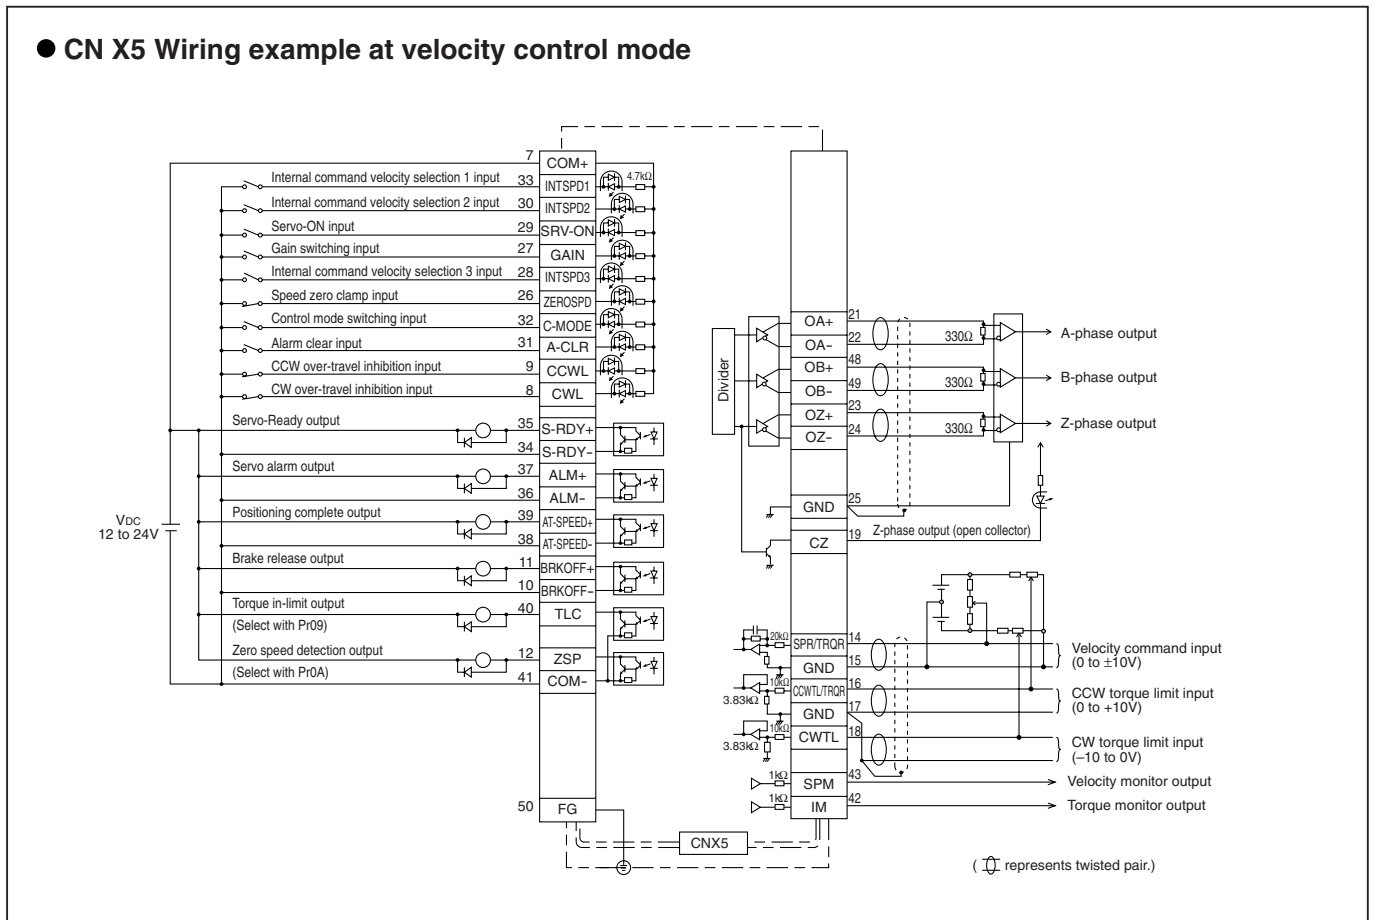 ● CN X5 Wiring example at velocity control mode
7 COM+
Internal command velocity selection 1 input 33 INTSPD1 4.7kΩ
Internal command velocity selection 2 input 30 INTSPD2
Servo-ON input 29 SRV-ON
Gain switching input 27 GAIN
Internal command velocity selection 3 input 28 INTSPD3
Speed zero clamp input 26 ZEROSPD
Control mode switching input 32 C-MODE
Alarm clear input 31 A-CLR
CCW over-travel inhibition input 9 CCWL
CW over-travel inhibition input 8 CWL
Servo-Ready output 35 S-RDY+
34 S-RDY–
Servo alarm output 37 ALM+
36 ALM–
Positioning complete output 39 AT-SPEED+
38 AT-SPEED–
Brake release output 11 BRKOFF+
10 BRKOFF–
Torque in-limit output 40 TLC
(Select with Pr09)
Zero speed detection output 12 ZSP
(Select with Pr0A)
41 COM–
VDC
12 to 24V
50 FG
CNX5
Divider
OA+ 21
OA– 22 330Ω A-phase output
OB+ 48
OB– 49 330Ω B-phase output
OZ+ 23
OZ– 24 330Ω Z-phase output
GND 25
CZ 19 Z-phase output (open collector)
20kΩ SPR/TRQR 14
GND 15
Velocity command input
(0 to ±10V)
10kΩ CCWTL/TRQR 16
3.83kΩ
GND 17
CCW torque limit input
(0 to +10V)
10kΩ CWTL 18
3.83kΩ
CW torque limit input
(–10 to 0V)
1kΩ SPM 43 Velocity monitor output
1kΩ IM 42 Torque monitor output
( represents twisted pair.)